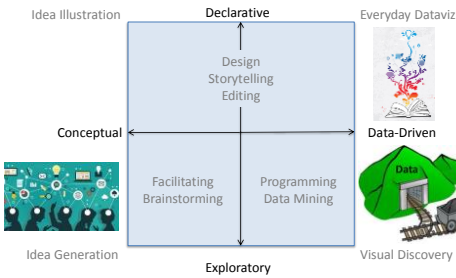 Idea Illustration
Declarative
Everyday Dataviz
Design
Storytelling
Editing
Conceptual
Data-Driven
Data
Facilitating
Brainstorming
Programming
Data Mining
Idea Generation
Visual Discovery
Exploratory